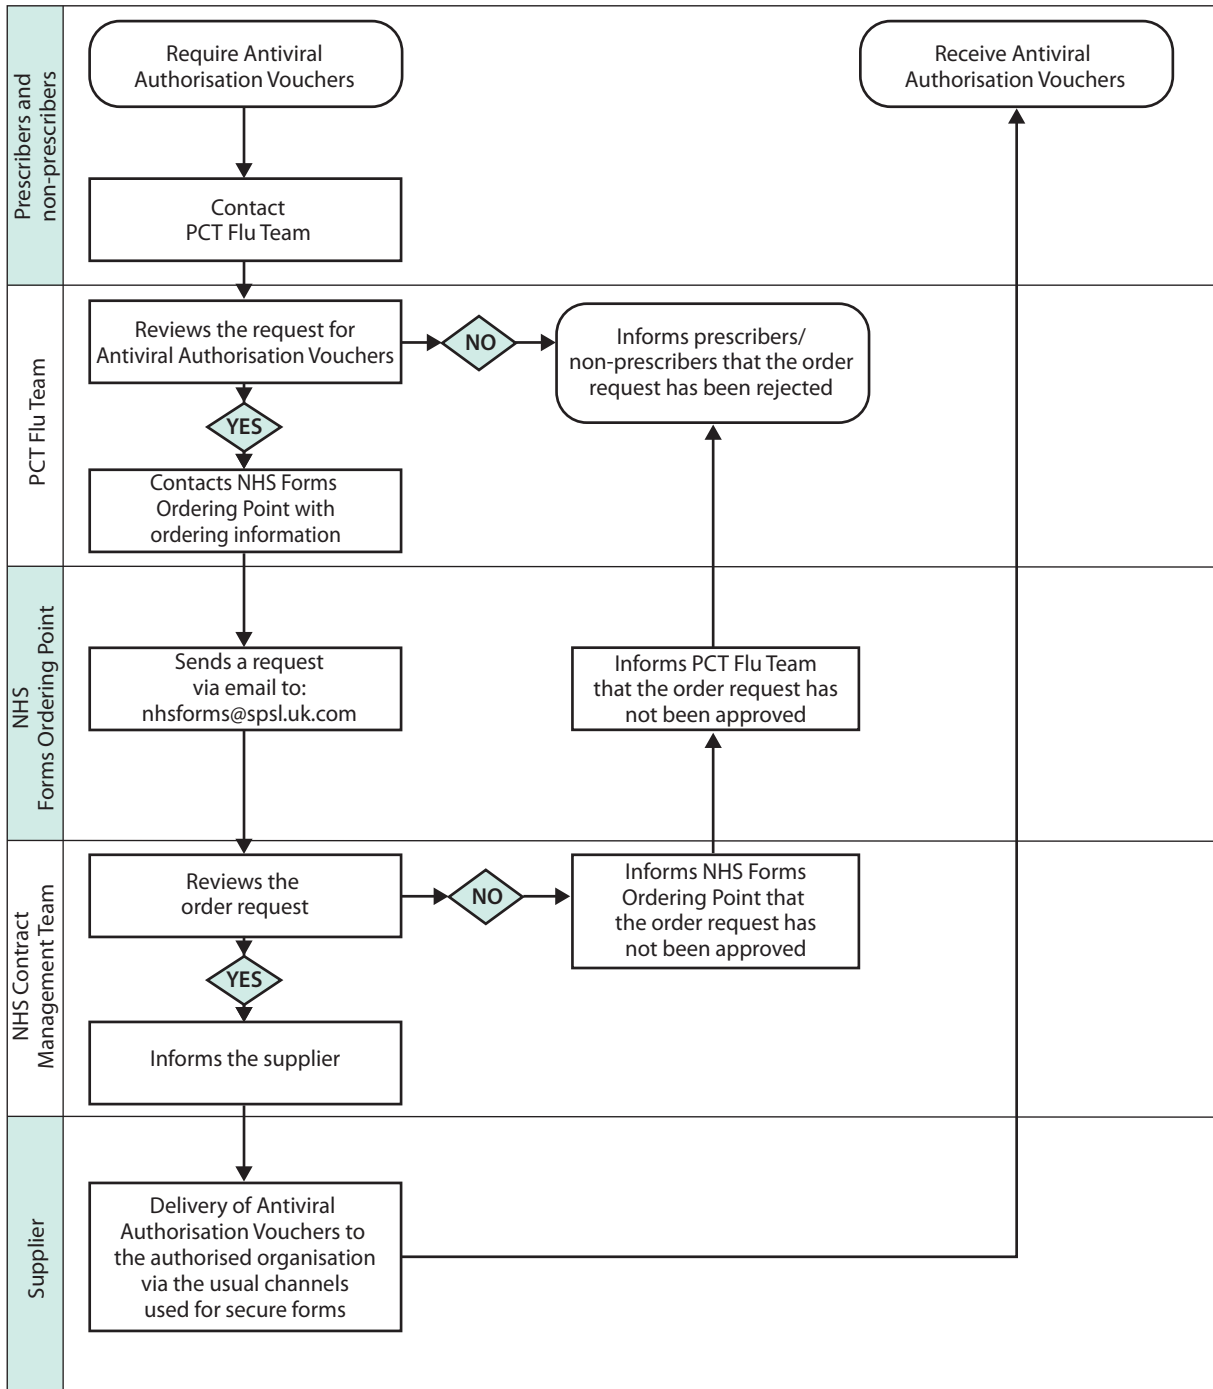 Prescribers and
non-prescribers
Require Antiviral
Authorisation Vouchers
Receive Antiviral
Authorisation Vouchers
Contact
PCT Flu Team
PCT Flu Team
Reviews the request for
Antiviral Authorisation Vouchers
NO
Informs prescribers/
non-prescribers that the order
request has been rejected
YES
Contacts NHS Forms
Ordering Point with
ordering information
NHS
Forms Ordering Point
Sends a request
via email to:
nhsforms@spsl.uk.com
Informs PCT Flu Team
that the order request has
not been approved
NHS Contract
Management Team
Reviews the
order request
NO
Informs NHS Forms
Ordering Point that
the order request has
not been approved
YES
Informs the supplier
Supplier
Delivery of Antiviral
Authorisation Vouchers to
the authorised organisation
via the usual channels
used for secure forms